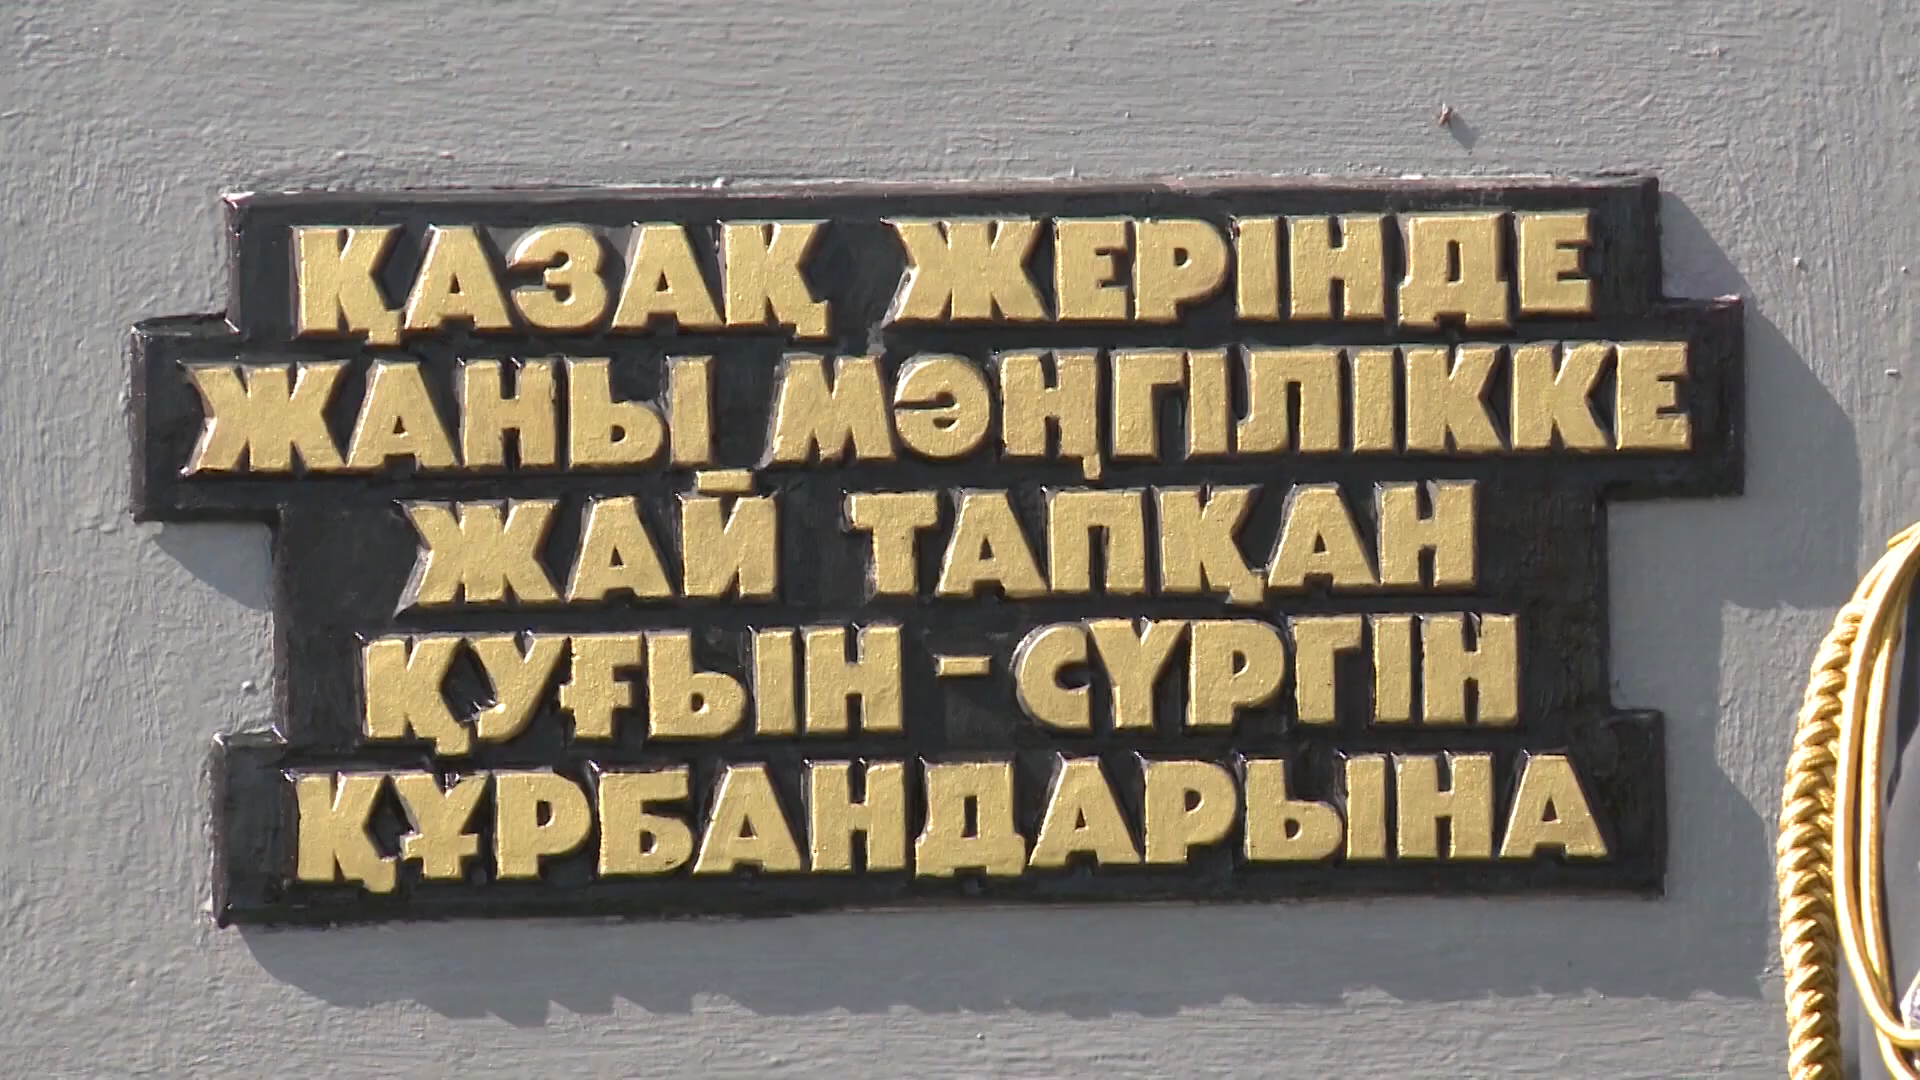 ҚАЗАҚ ЖЕРІНДЕ
ЖАНЫ МӘҢГІЛІККЕ
ЖАЙ ТАПҚАН
ҚУҒЫН - СҮРГІН
ҚҰРБАНДАРЫНА